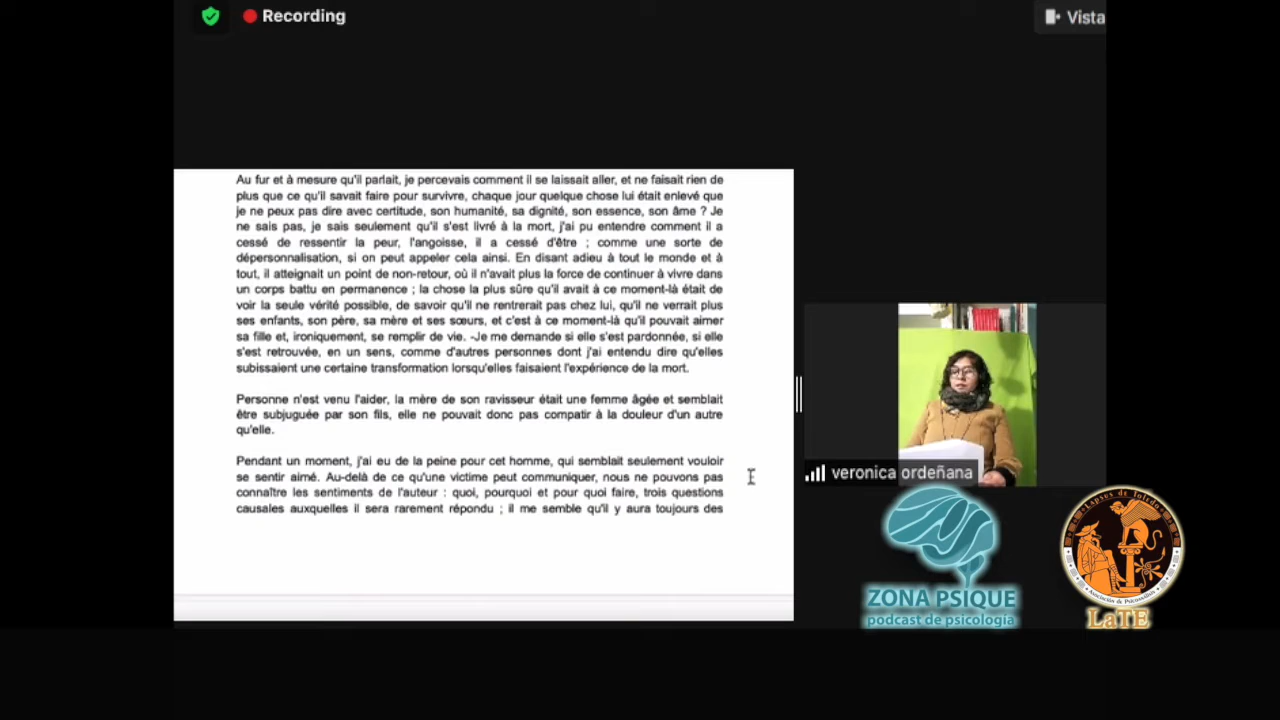 Recording
Vista
Au fur et à mesure qu'il parlait, je percevais comment il se laissait aller, et ne faisait rien de
plus que ce qu'il savait faire pour survivre, chaque jour quelque chose lui était enlevé que
je ne peux pas dire avec certitude, son humanité, sa dignité, son essence, son âme ? Je
ne sais pas, je sais seulement qu'il s'est livré à la mort, j'ai pu entendre comment il a
cessé de ressentir la peur, l'angoisse, il a cessé d'être ; comme une sorte de
dépersonnalisation, si on peut appeler cela ainsi. En disant adieu à tout le monde et à
tout, il atteignait un point de non-retour, où il n'avait plus la force de continuer à vivre dans
un corps battu en permanence ; la chose la plus sûre qu'il avait à ce moment-là était de
voir la seule vérité possible, de savoir qu'il ne rentrerait pas chez lui, qu'il ne verrait plus
ses enfants, son père, sa mère et ses sœurs, et c'est à ce moment-là qu'il pouvait aimer
sa fille et, ironiquement, se remplir de vie. -Je me demande si elle s'est pardonnée, si elle
s'est retrouvée, en un sens, comme d'autres personnes dont j'ai entendu dire qu'elles
subissaient une certaine transformation lorsqu'elles faisaient l'expérience de la mort.
Personne n'est venu l'aider, la mère de son ravisseur était une femme âgée et semblait
être subjuguée par son fils, elle ne pouvait donc pas compatir à la douleur d'un autre
qu'elle.
Pendant un moment, j'ai eu de la peine pour cet homme, qui semblait seulement vouloir
se sentir aimé. Au-delà de ce qu'une victime peut communiquer, nous ne pouvons pas
connaître les sentiments de l'auteur : quoi, pourquoi et pour quoi faire, trois questions
causales auxquelles il sera rarement répondu ; il me semble qu'il y aura toujours des
veronica ordeñana
ZONA PSIQUE
podcast de psicología
Lapsus de Toledo
Asociación de Psicoanálisis
LaTE